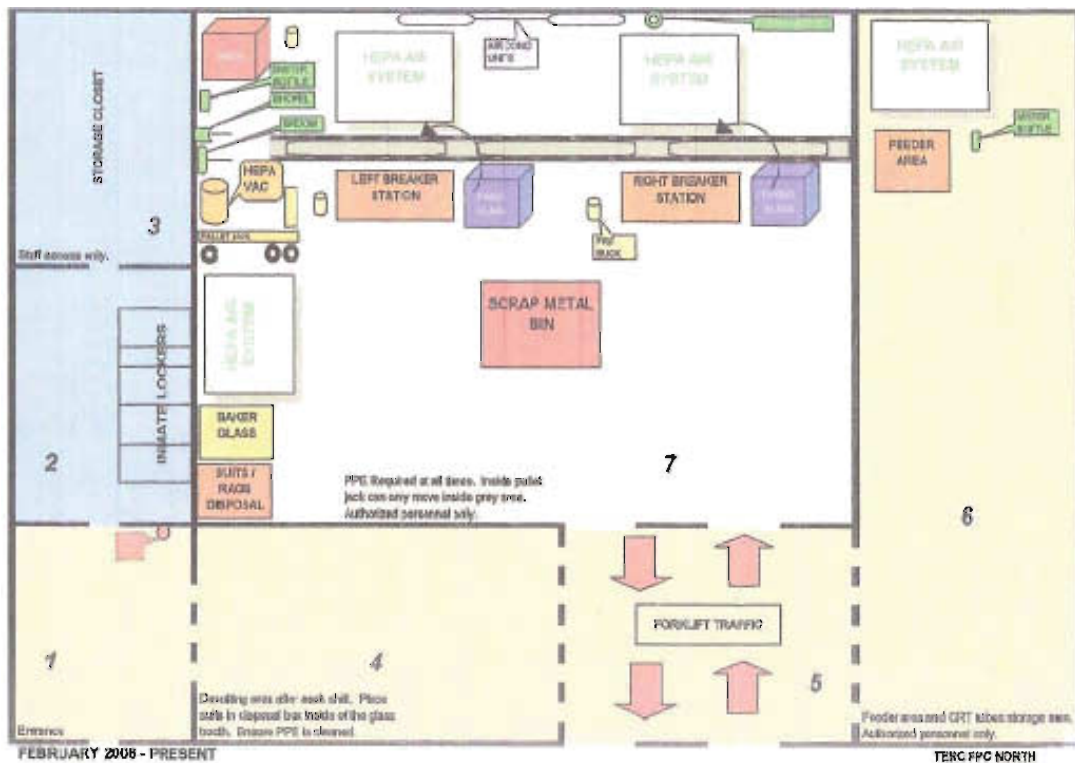 STORAGE CLOSET
3
Staff access only.
WATER
BOTTLE
SHOVEL
BROOM
HEPA
VAC
PALLET JACK
HEPA AIR
SYSTEM
AIR COND
UNITS
HEPA AIR
SYSTEM
LEFT BREAKER
STATION
RIGHT BREAKER
STATION
HEPA AIR
SYSTEM
FEEDER
AREA
WATER
BOTTLE
SCRAP METAL
BIN
HEPA AIR
SYSTEM
INMATE LOCKERS
2
BAKER
GLASS
SUITS /
RAGS
DISPOSAL
PPE Required at all times. Inside pallet
jack can only move inside grey area.
Authorized personnel only.
7
6
FORKLIFT TRAFFIC
1
Entrance
4
area after each shift. Place
suits in disposal box inside of the glass
booth. Ensure PPE is cleaned.
5
Feeder area and CRT tubes storage area.
Authorized personnel only.
FEBRUARY 2006 - PRESENT
NORTH